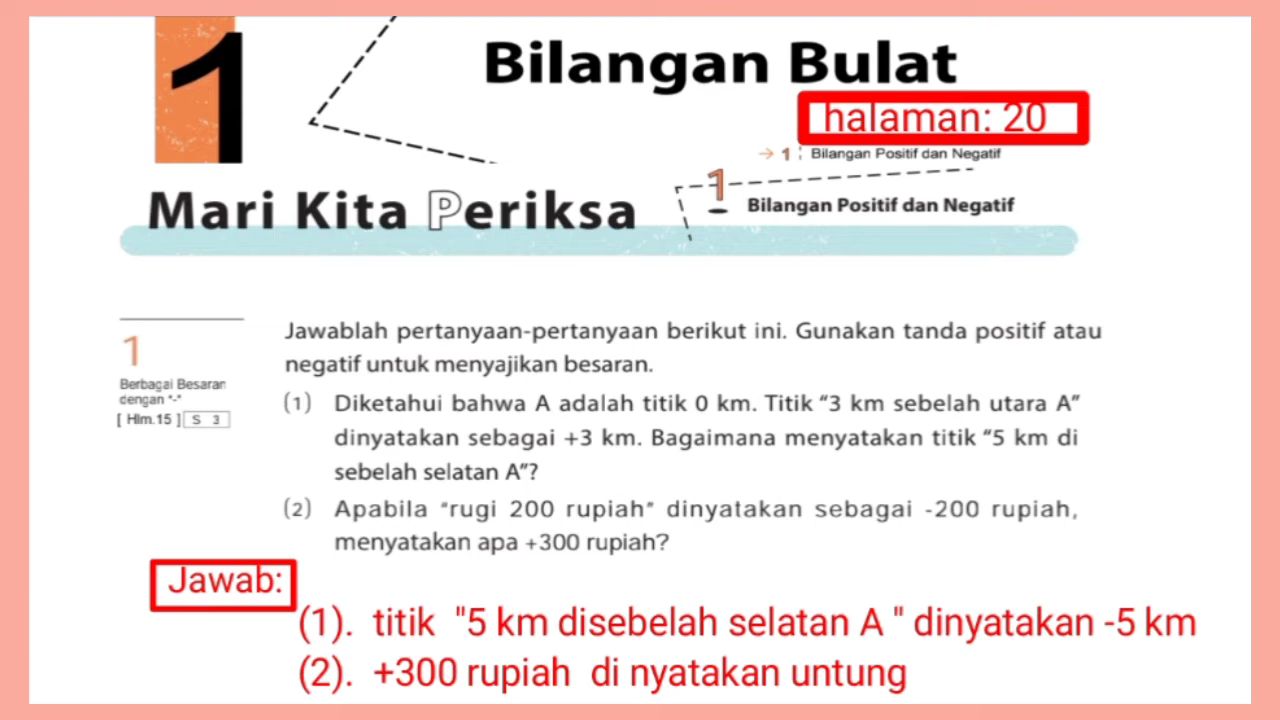 1
Bilangan Bulat
halaman: 20
→ 1 Bilangan Positif dan Negatif
Mari Kita Periksa
1
Bilangan Positif dan Negatif
1
Berbagai Besaran
dengan "-"
[ Hlm.15 ] S 3
Jawablah pertanyaan-pertanyaan berikut ini. Gunakan tanda positif atau
negatif untuk menyajikan besaran.
(1) Diketahui bahwa A adalah titik 0 km. Titik “3 km sebelah utara A”
dinyatakan sebagai +3 km. Bagaimana menyatakan titik “5 km di
sebelah selatan A”?
(2) Apabila “rugi 200 rupiah” dinyatakan sebagai -200 rupiah,
menyatakan apa +300 rupiah?
Jawab:
(1). titik "5 km disebelah selatan A " dinyatakan -5 km
(2). +300 rupiah di nyatakan untung